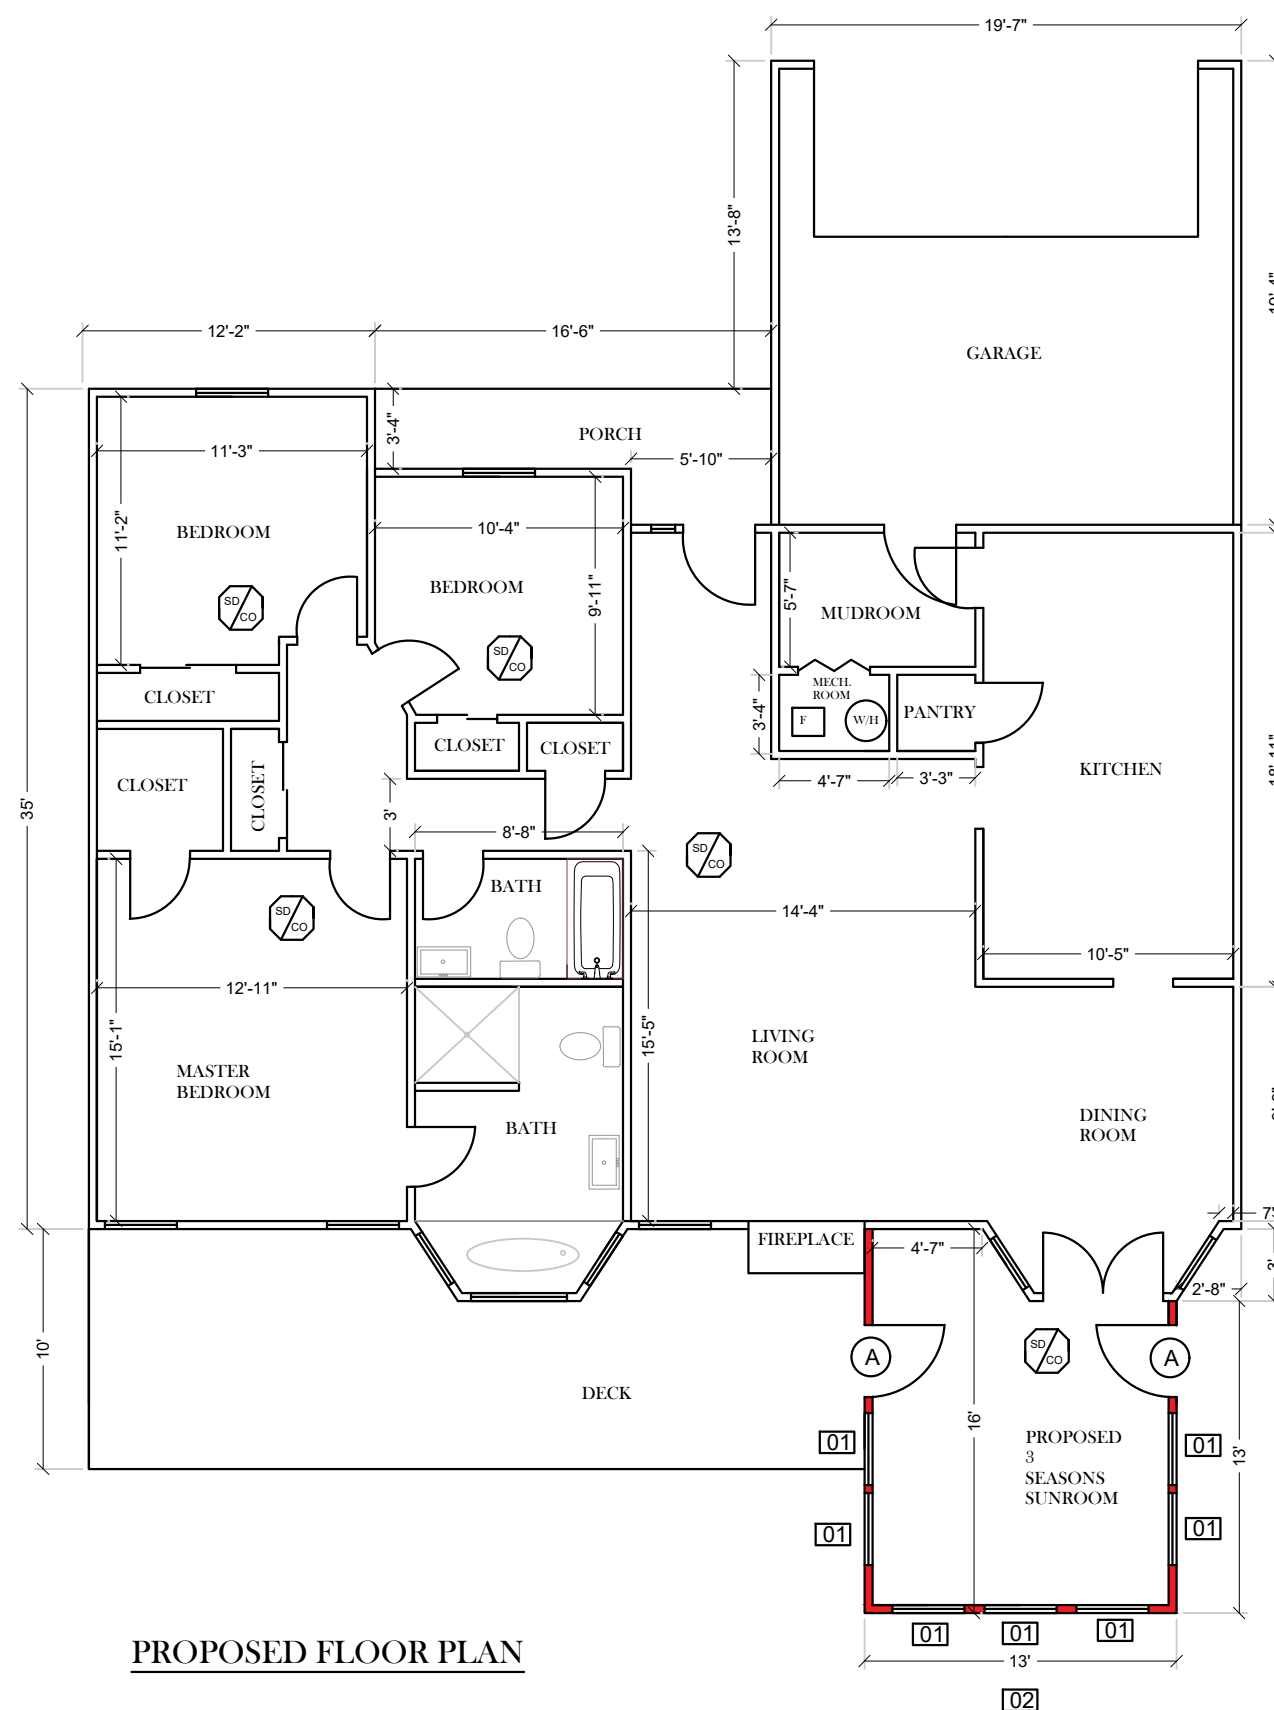 19'-7"
13'-8"
12'-2"
16'-6"
GARAGE
3'-4"
PORCH
11'-3"
5'-10"
11'-2"
BEDROOM
10'-4"
BEDROOM
9'-11"
5'-7"
MUDROOM
SD
CO
SD
CO
MECH.
ROOM
CLOSET
3'-4"
F
W/H
PANTRY
CLOSET
CLOSET
KITCHEN
4'-7"
3'-3"
CLOSET
CLOSET
35'
3'
8'-8"
SD
CO
BATH
SD
CO
14'-4"
10'-5"
12'-11"
15'-1"
15'-5"
LIVING
ROOM
MASTER
BEDROOM
DINING
ROOM
BATH
FIREPLACE
4'-7"
3'
2'-8"
10'
A
SD
CO
A
DECK
16'
PROPOSED
3
SEASONS
SUNROOM
13'
01
01
01
01
01
01
01
PROPOSED FLOOR PLAN
13'
02